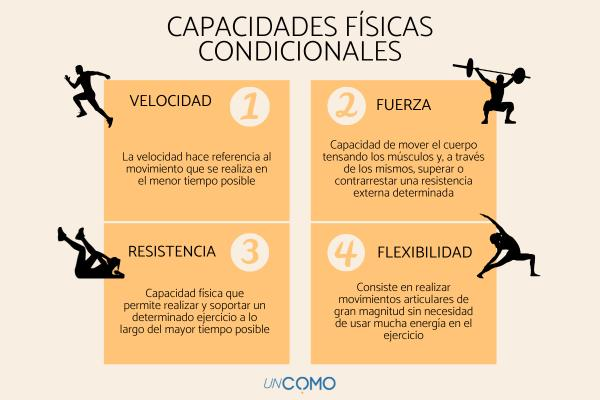 CAPACIDADES FÍSICAS
CONDICIONALES
VELOCIDAD
1
La velocidad hace referencia al
movimiento que se realiza en
el menor tiempo posible
2
FUERZA
Capacidad de mover el cuerpo
tensando los músculos y, a través
de los mismos, superar o
contrarrestar una resistencia
externa determinada
RESISTENCIA
3
Capacidad física que
permite realizar y soportar un
determinado ejercicio a lo
largo del mayor tiempo posible
4
FLEXIBILIDAD
Consiste en realizar
movimientos articulares de
gran magnitud sin necesidad
de usar mucha energía en el
ejercicio
UNCOMO